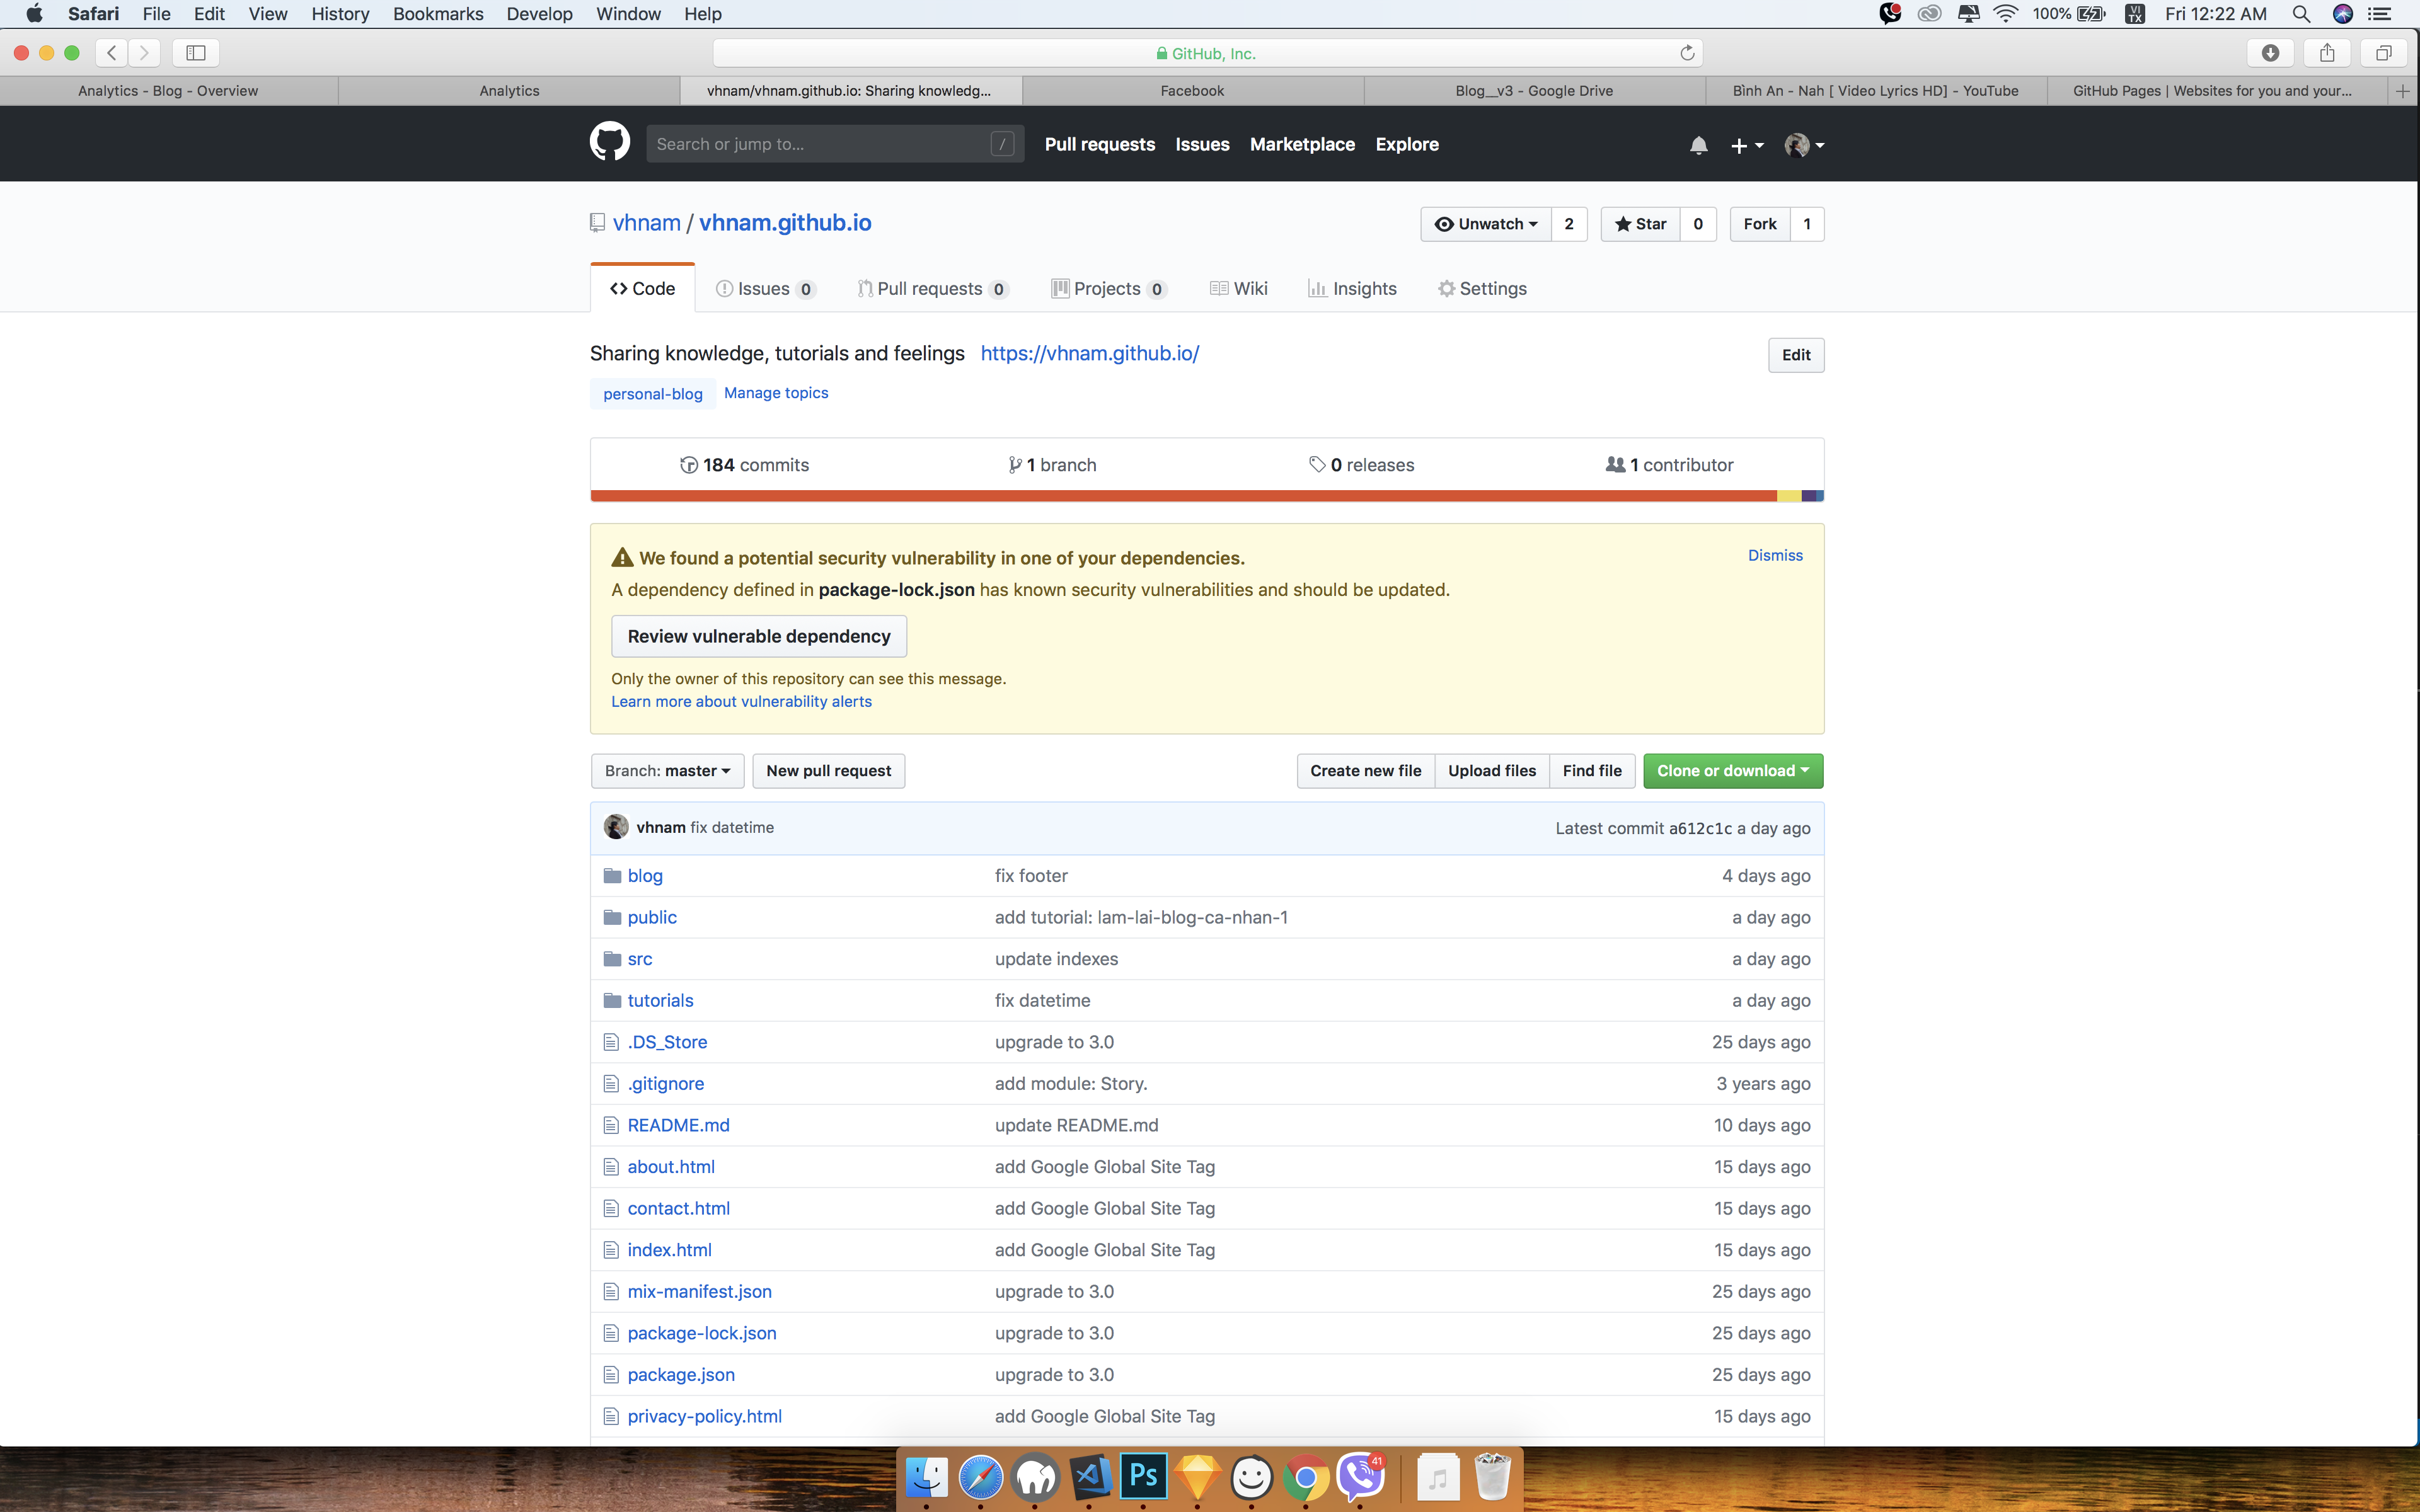 Safari File Edit View History Bookmarks Develop Window Help 100% VI TX Fri 12:22 AM
GitHub, Inc.
Analytics - Blog - Overview Analytics vhnam/vhnam.github.io: Sharing knowledg... Facebook Blog__v3 - Google Drive Bình An - Nah [ Video Lyrics HD] - YouTube GitHub Pages | Websites for you and your...
Search or jump to... / Pull requests Issues Marketplace Explore
vhnam / vhnam.github.io Unwatch 2 Star 0 Fork 1
Code Issues 0 Pull requests 0 Projects 0 Wiki Insights Settings
Sharing knowledge, tutorials and feelings https://vhnam.github.io/ Edit
personal-blog Manage topics
184 commits 1 branch 0 releases 1 contributor
We found a potential security vulnerability in one of your dependencies. Dismiss
A dependency defined in package-lock.json has known security vulnerabilities and should be updated.
Review vulnerable dependency
Only the owner of this repository can see this message.
Learn more about vulnerability alerts
Branch: master New pull request Create new file Upload files Find file Clone or download
vhnam fix datetime Latest commit a612c1c a day ago
blog fix footer 4 days ago
public add tutorial: lam-lai-blog-ca-nhan-1 a day ago
src update indexes a day ago
tutorials fix datetime a day ago
.DS_Store upgrade to 3.0 25 days ago
.gitignore add module: Story. 3 years ago
README.md update README.md 10 days ago
about.html add Google Global Site Tag 15 days ago
contact.html add Google Global Site Tag 15 days ago
index.html add Google Global Site Tag 15 days ago
mix-manifest.json upgrade to 3.0 25 days ago
package-lock.json upgrade to 3.0 25 days ago
package.json upgrade to 3.0 25 days ago
privacy-policy.html add Google Global Site Tag 15 days ago
Ps 41